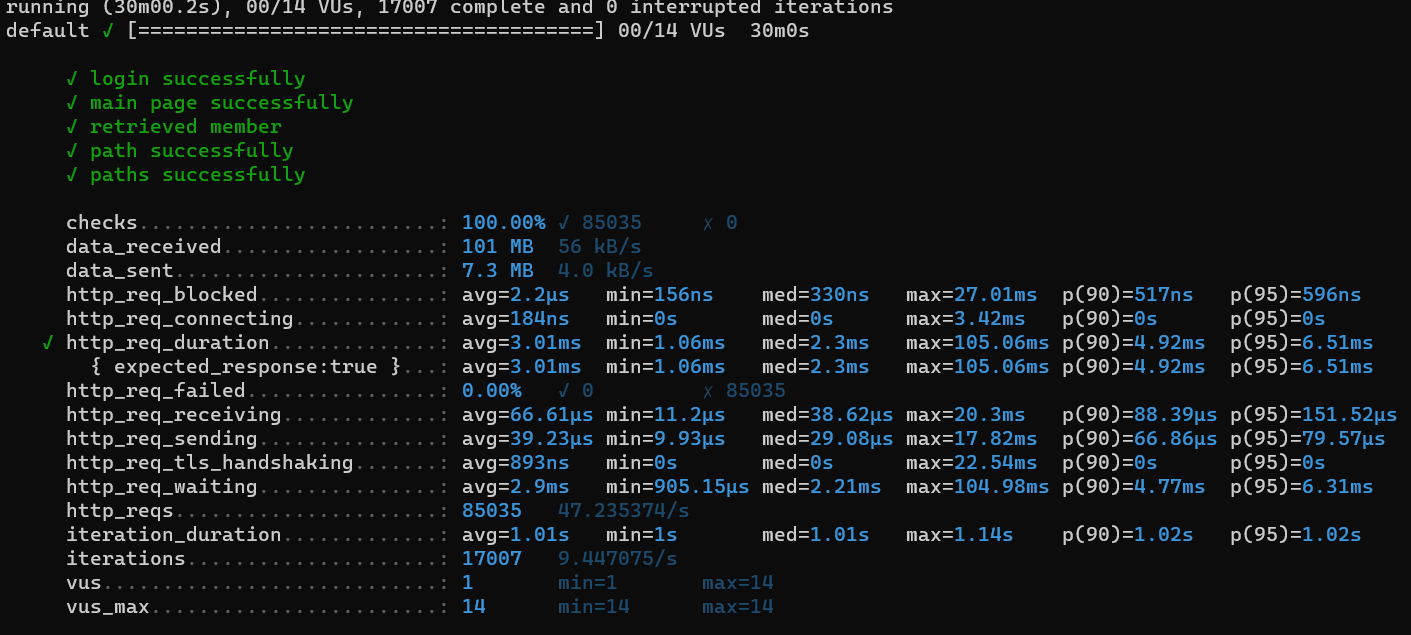 running (30m00.2s), 00/14 VUs, 17007 complete and 0 interrupted iterations
default ✓ [======================================] 00/14 VUs  30m0s
✓ login successfully
✓ main page successfully
✓ retrieved member
✓ path successfully
✓ paths successfully
checks.........................: 100.00% ✓ 85035     ✗ 0
data_received..................: 101 MB  56 kB/s
data_sent......................: 7.3 MB  4.0 kB/s
http_req_blocked...............: avg=2.2µs   min=156ns    med=330ns   max=27.01ms  p(90)=517ns   p(95)=596ns
http_req_connecting............: avg=184ns   min=0s       med=0s      max=3.42ms   p(90)=0s      p(95)=0s
✓ http_req_duration..............: avg=3.01ms  min=1.06ms   med=2.3ms   max=105.06ms p(90)=4.92ms  p(95)=6.51ms
{ expected_response:true }...: avg=3.01ms  min=1.06ms   med=2.3ms   max=105.06ms p(90)=4.92ms  p(95)=6.51ms
http_req_failed................: 0.00%   ✓ 0         ✗ 85035
http_req_receiving.............: avg=66.61µs min=11.2µs   med=38.62µs max=20.3ms   p(90)=88.39µs p(95)=151.52µs
http_req_sending...............: avg=39.23µs min=9.93µs   med=29.08µs max=17.82ms  p(90)=66.86µs p(95)=79.57µs
http_req_tls_handshaking.......: avg=893ns   min=0s       med=0s      max=22.54ms  p(90)=0s      p(95)=0s
http_req_waiting...............: avg=2.9ms   min=905.15µs med=2.21ms  max=104.98ms p(90)=4.77ms  p(95)=6.31ms
http_reqs......................: 85035   47.235374/s
iteration_duration.............: avg=1.01s   min=1s       med=1.01s   max=1.14s    p(90)=1.02s   p(95)=1.02s
iterations.....................: 17007   9.447075/s
vus............................: 1       min=1       max=14
vus_max........................: 14      min=14      max=14